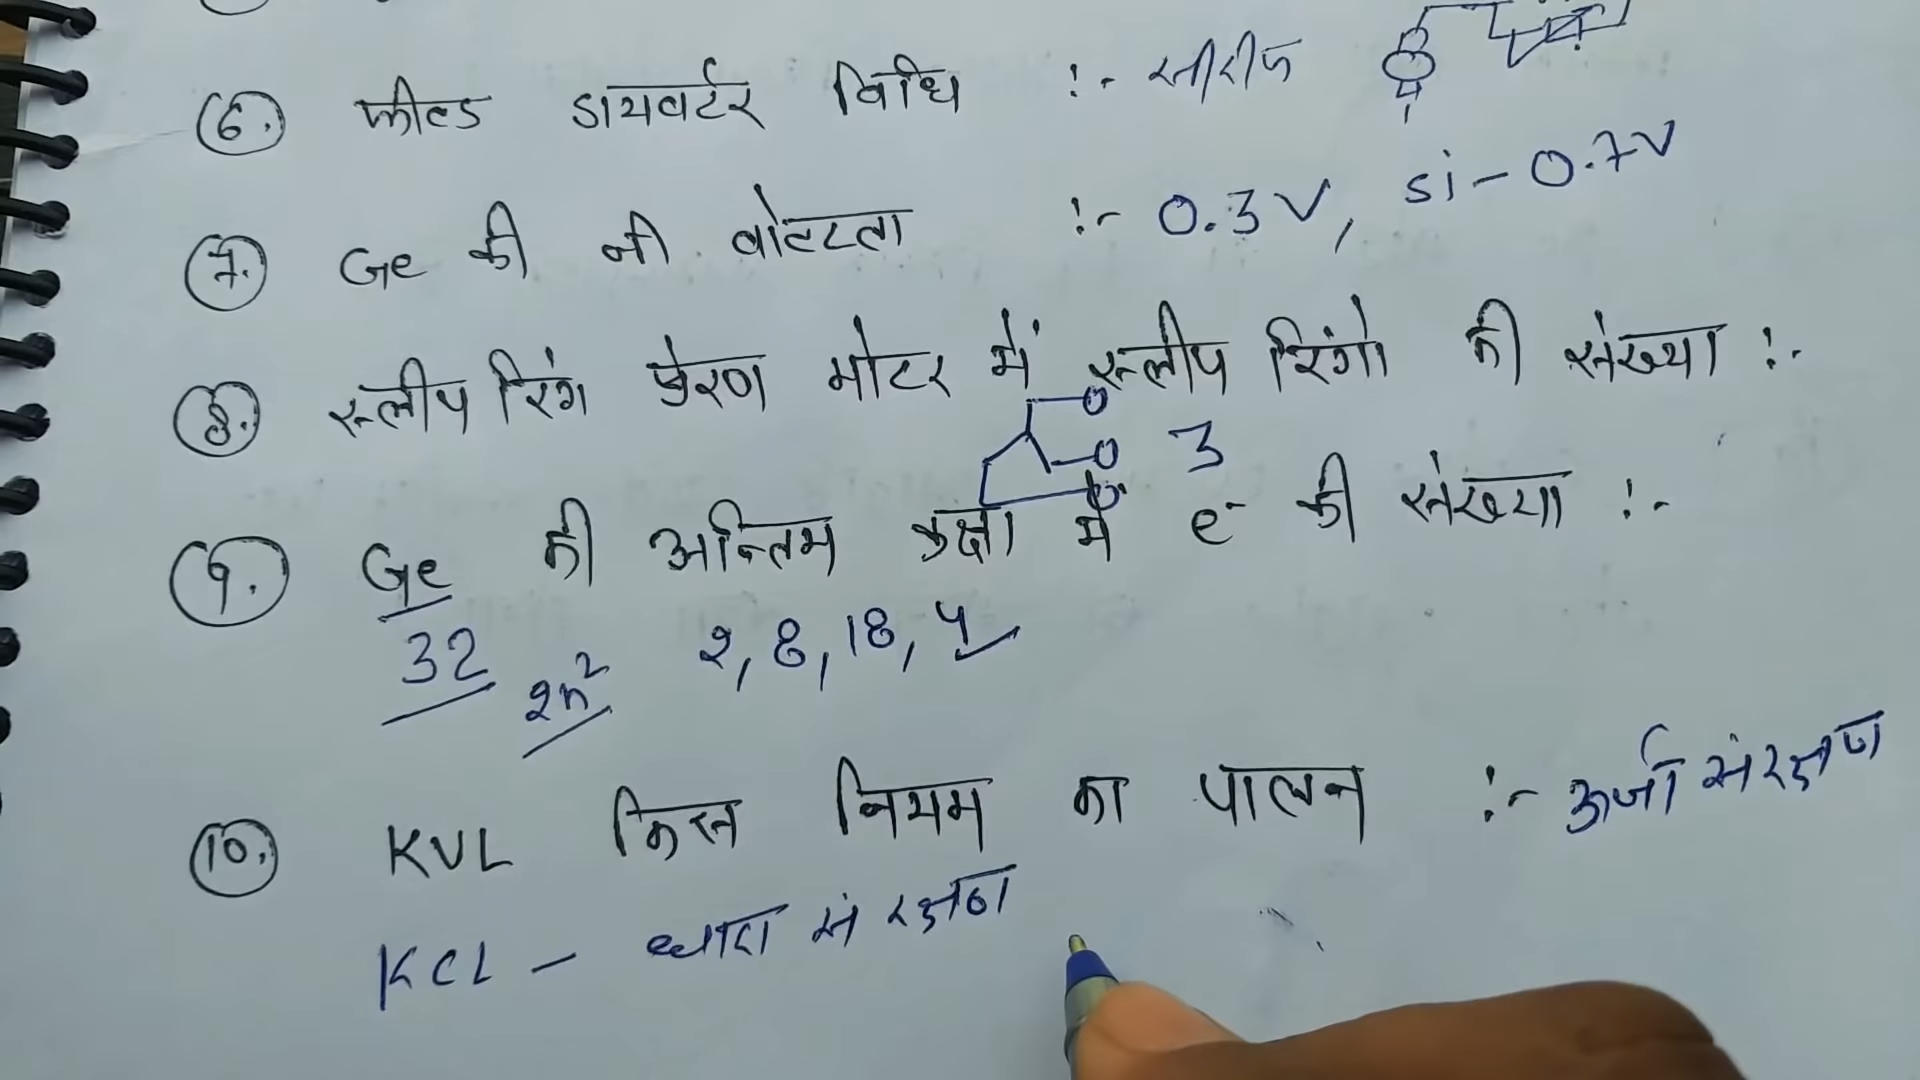 6. फील्ड डायवर्टर विधि :- सीरीज
7. Ge की नी वोल्टता :- 0.3V, si - 0.7V
8. स्लीप रिंग प्रेरण मोटर में स्लीप रिंगो की संख्या :-
3
9. Ge की अन्तिम कक्षा में e- की संख्या :-
32 2n² 2, 8, 18, 4
10. KVL किस नियम का पालन :- ऊर्जा संरक्षण
KCL - धारा संरक्षण